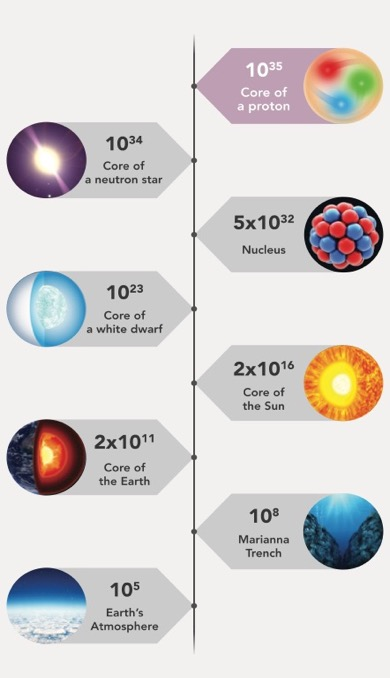 10³⁵
Core of
a proton
10³⁴
Core of
a neutron star
5x10³²
Nucleus
10²³
Core of
a white dwarf
2x10¹⁶
Core of
the Sun
2x10¹¹
Core of
the Earth
10⁸
Marianna
Trench
10⁵
Earth's
Atmosphere